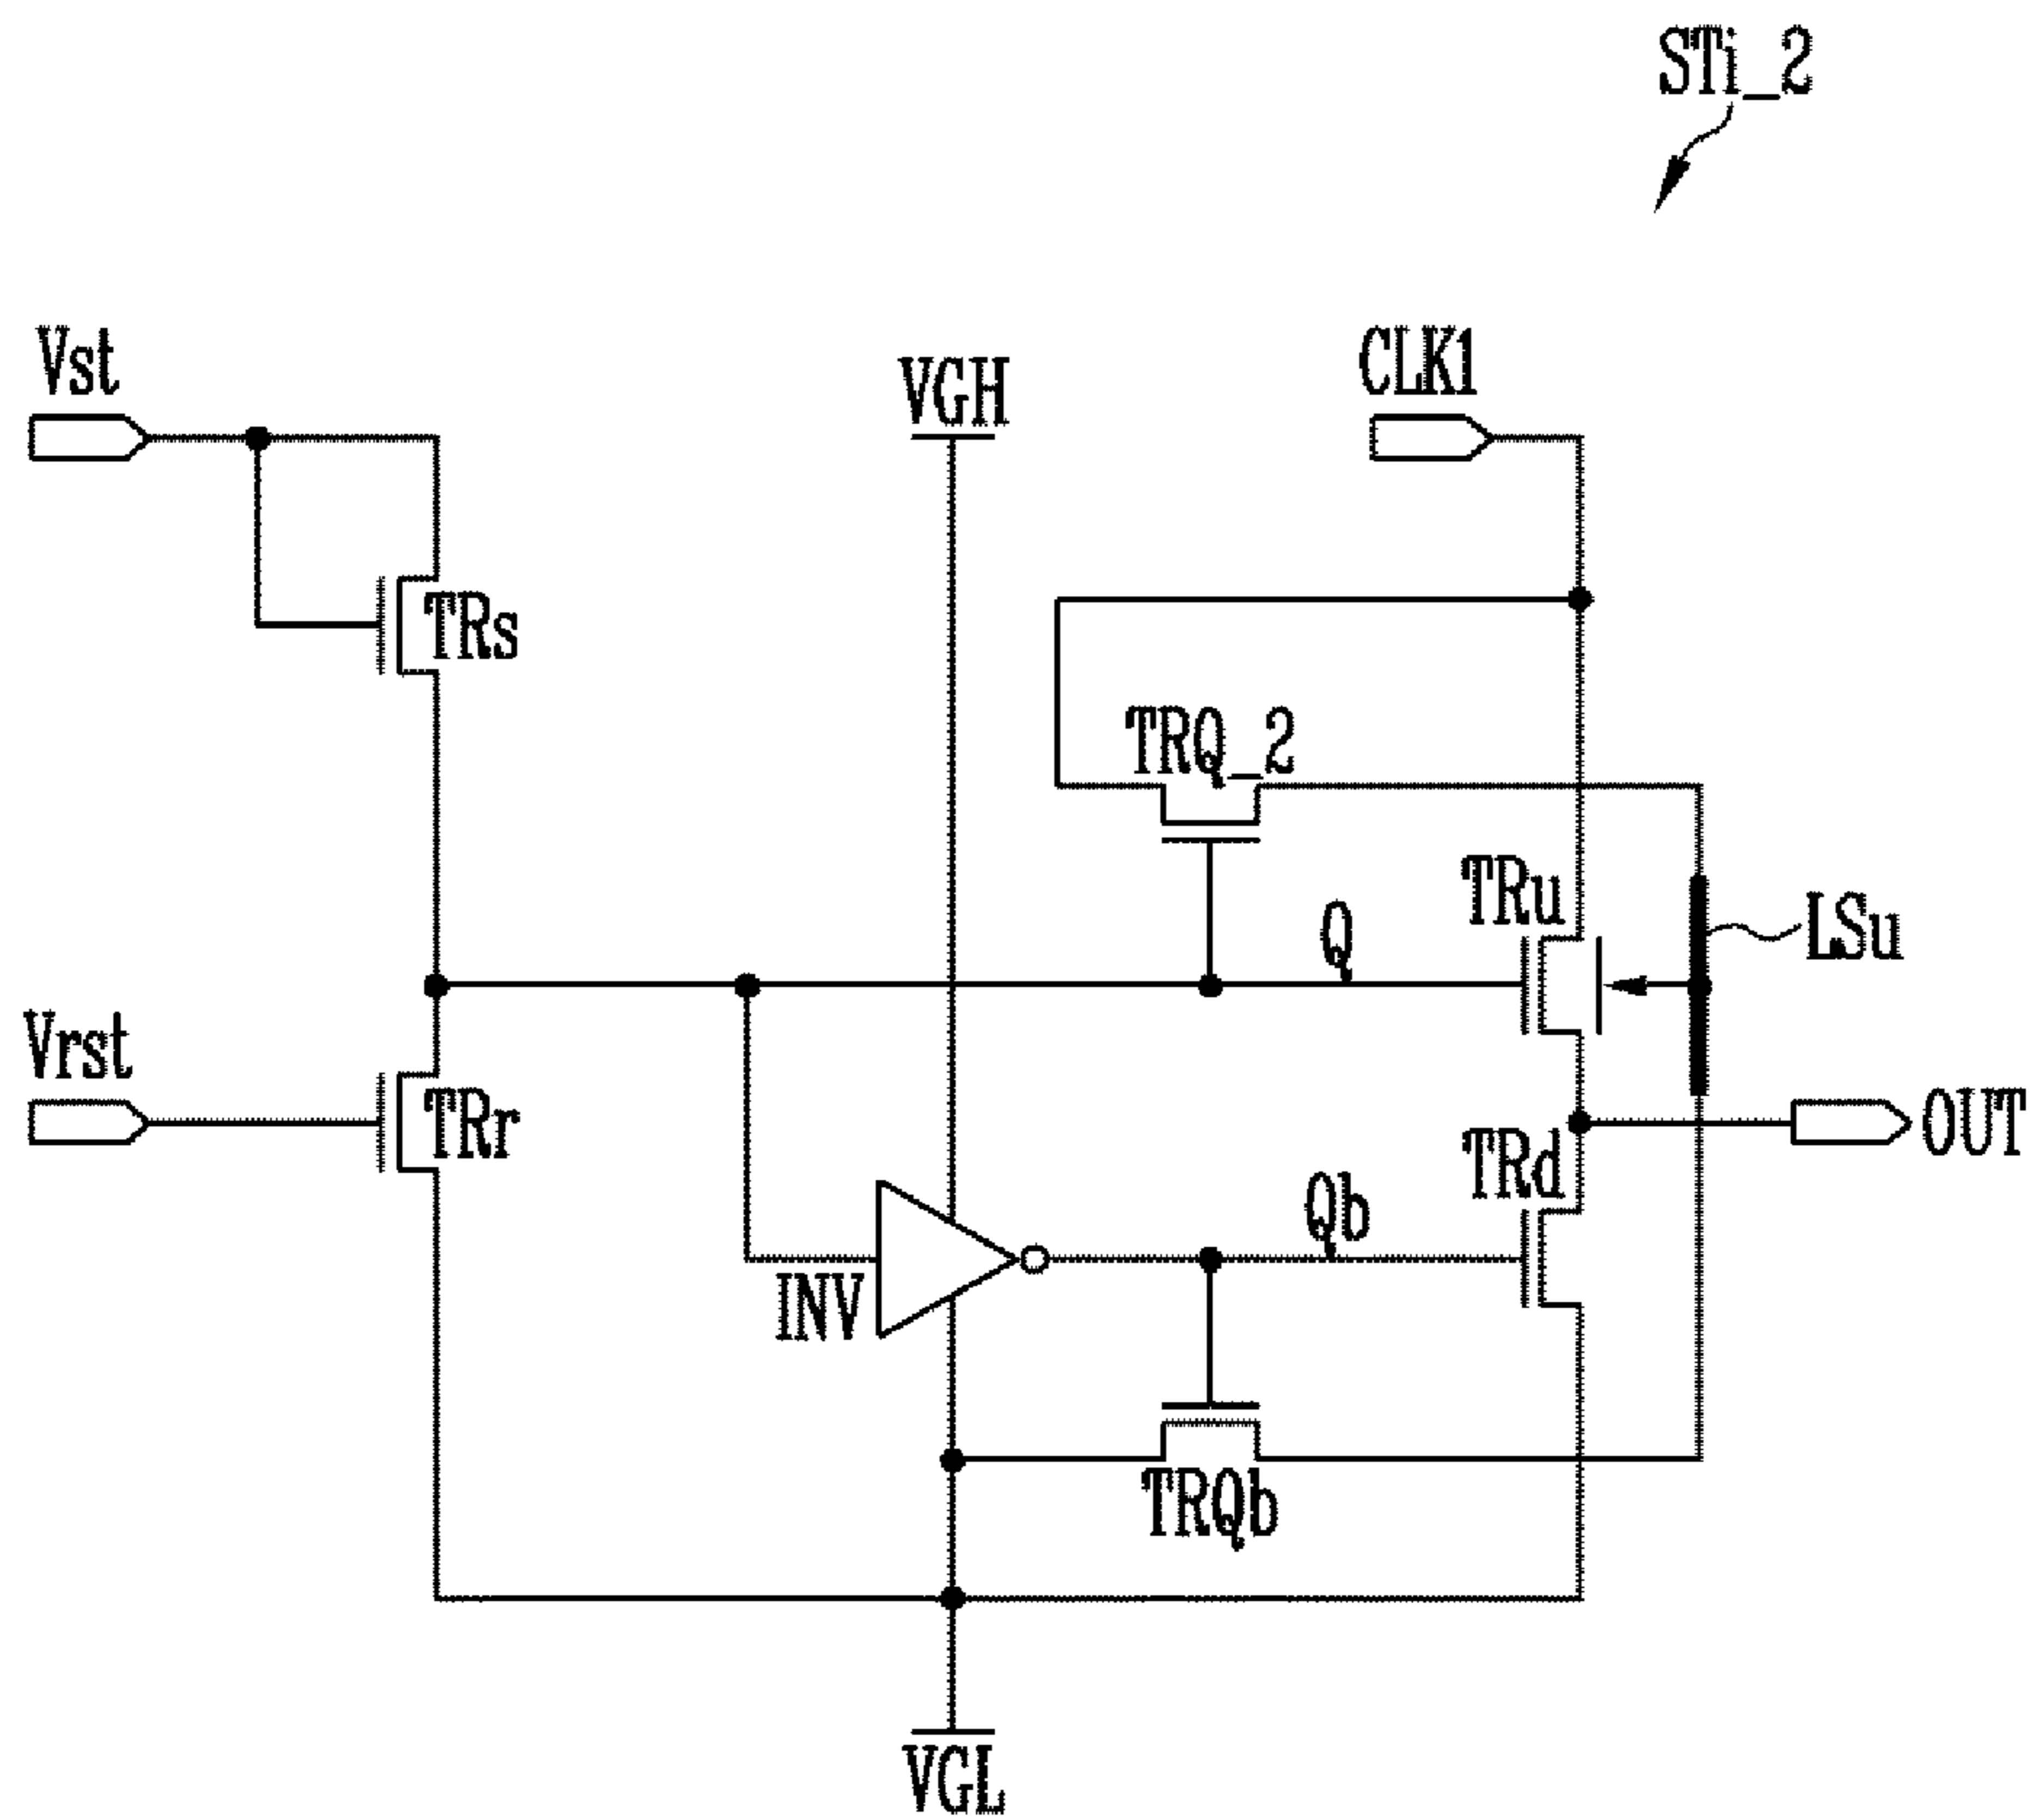 STi_2
Vst
VGH
CLK1
TRs
TRQ_2
TRu
Q
LSu
Vrst
TRr
OUT
TRd
Qb
INV
TRQb
VGL